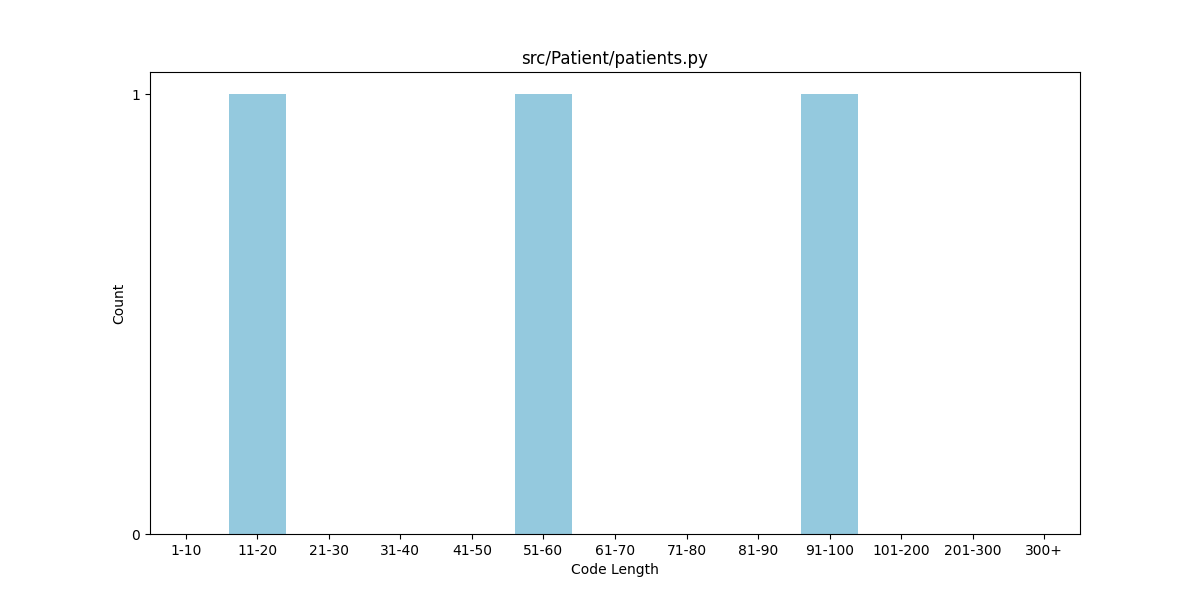 src/Patient/patients.py
1
Count
0
1-10 11-20 21-30 31-40 41-50 51-60 61-70 71-80 81-90 91-100 101-200 201-300 300+
Code Length